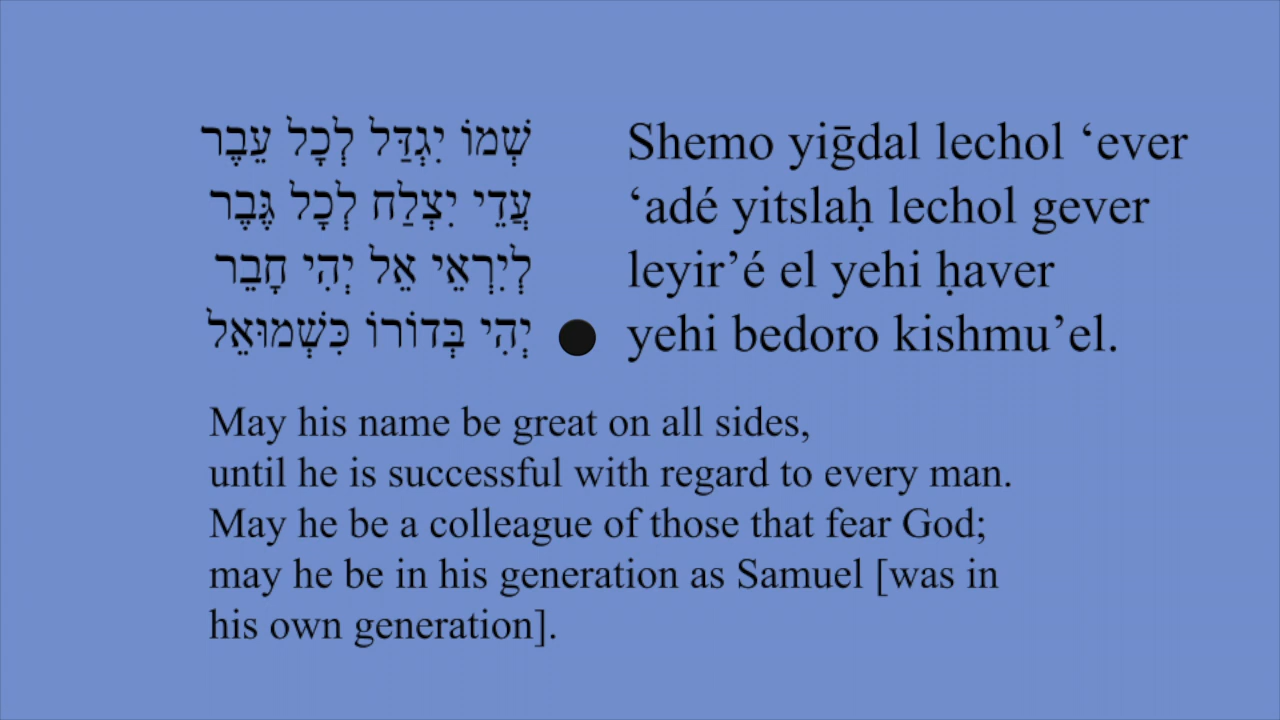 שְׁמוֹ יִגְדַּל לְכָל עֵבֶר
עֲדֵי יִצְלַח לְכָל גֶּבֶר
לְיִרְאֵי אֵל יְהִי חָבֵר
יְהִי בְּדוֹרוֹ כִּשְׁמוּאֵל
Shemo yiḡdal lechol ‘ever
‘adé yitslaḥ lechol gever
leyir’é el yehi ḥaver
yehi bedoro kishmu’el.
May his name be great on all sides,
until he is successful with regard to every man.
May he be a colleague of those that fear God;
may he be in his generation as Samuel [was in
his own generation].